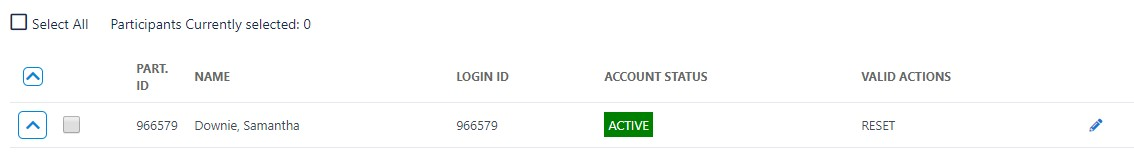 Select All Participants Currently selected: 0
PART. ID NAME LOGIN ID ACCOUNT STATUS VALID ACTIONS
966579 Downie, Samantha 966579 ACTIVE RESET